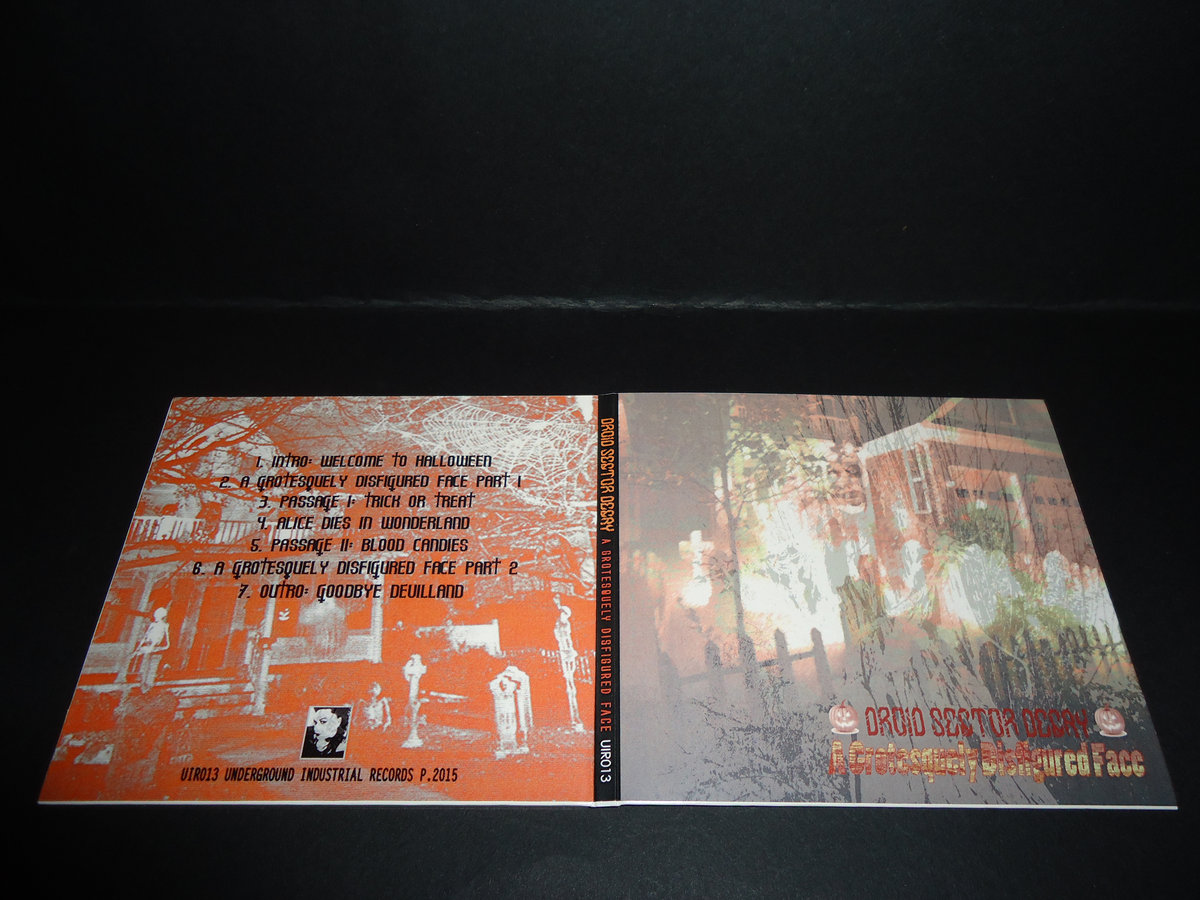 1. INTRO: WELCOME TO HALLOWEEN
2. A GROTESQUELY DISFIGURED FACE PART 1
3. PASSAGE I: TRICK OR TREAT
4. ALICE DIES IN WONDERLAND
5. PASSAGE II: BLOOD CANDIES
6. A GROTESQUELY DISFIGURED FACE PART 2
7. OUTRO: GOODBYE DEVILLAND
UIR013 UNDERGROUND INDUSTRIAL RECORDS P.2015
DROID SECTOR DECAY A GROTESQUELY DISFIGURED FACE UIR013
DROID SECTOR DECAY
A Grotesquely Disfigured Face